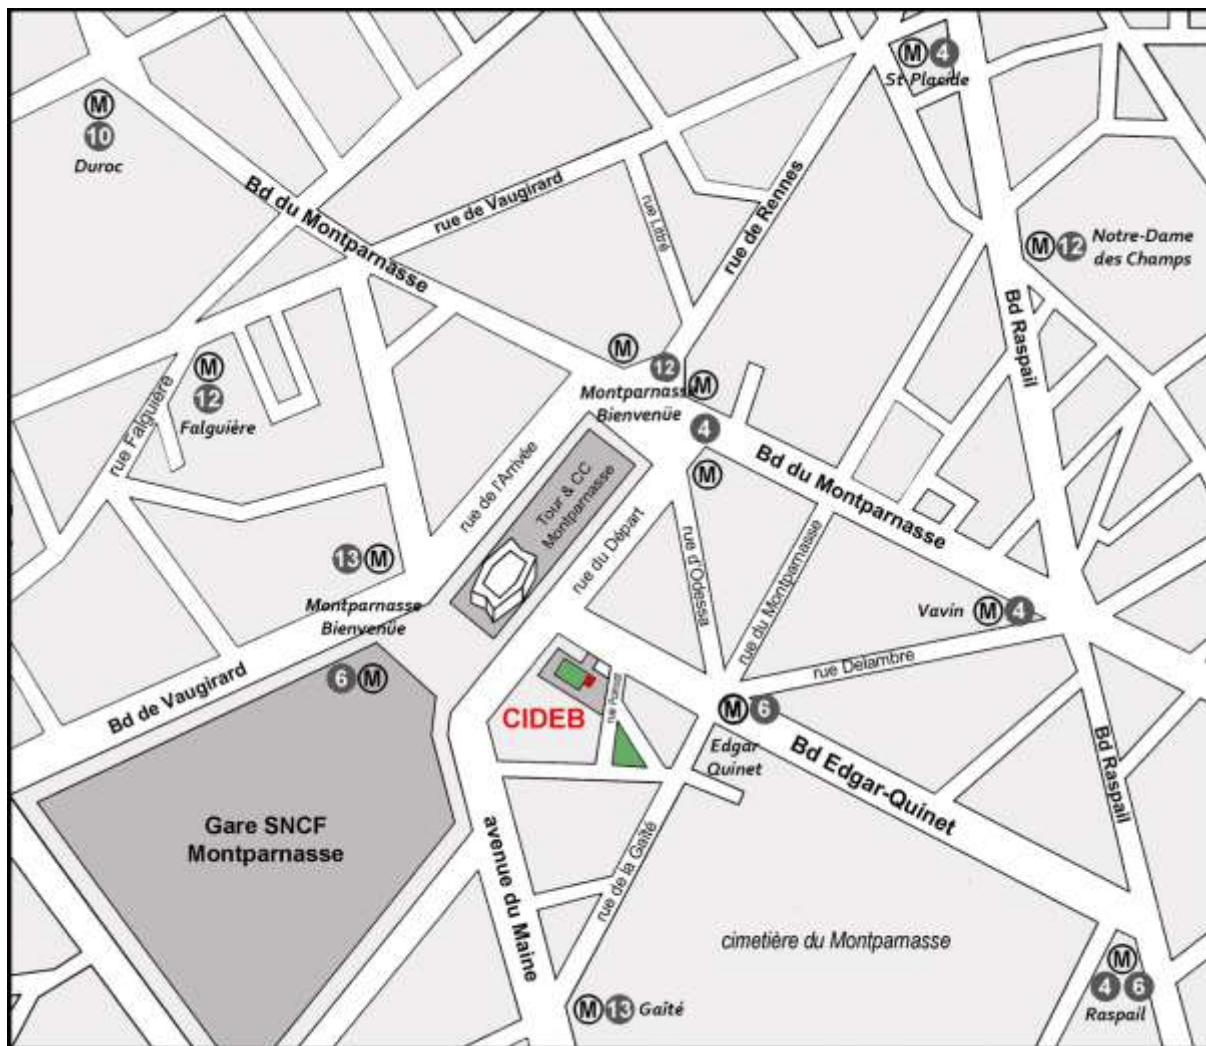 M 4
St-Placide
M
10
Duroc
Bd du Montparnasse
rue de Vaugirard
rue Littré
rue de Rennes
M 12 Notre-Dame
des Champs
Bd Raspail
M
12
Falguière
rue Falguière
M
12
M
Montparnasse
Bienvenüe
4
M
Bd du Montparnasse
rue de l'Arrivée
Tour & CC
Montparnasse
rue du Départ
rue d'Odessa
rue du Montparnasse
13 M
Montparnasse
Bienvenüe
6 M
Vavin M 4
rue Delambre
Bd de Vaugirard
CIDEB
M 6
Edgar
Quinet
Bd Edgar-Quinet
Bd Raspail
Gare SNCF
Montparnasse
avenue du Maine
rue de la Gaîté
cimetière du Montparnasse
M 13 Gaîté
M
4 6
Raspail